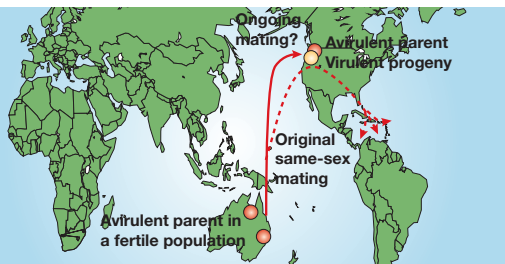 Ongoing
mating?
Avirulent parent
Virulent progeny
Original
same-sex
mating
Avirulent parent in
a fertile population